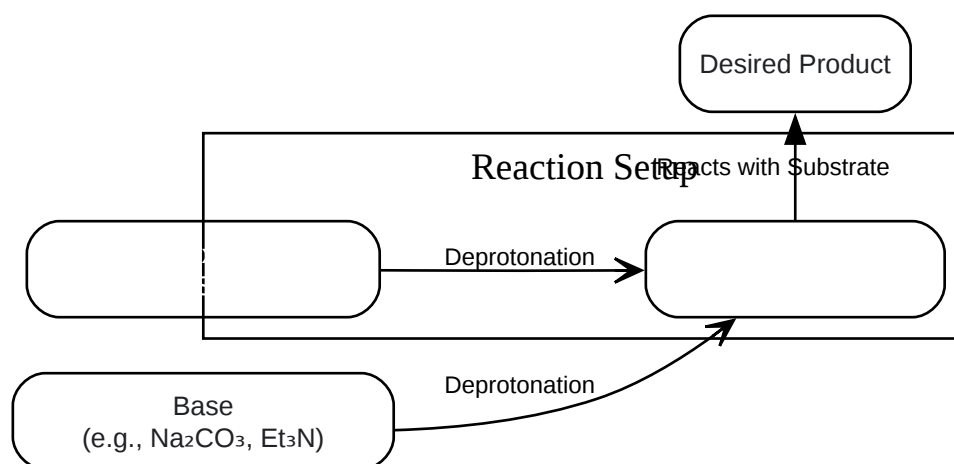 Desired Product
Reaction Setup
Reacts with Substrate
Deprotonation
Deprotonation
Base
(e.g., Na₂CO₃, Et₃N)